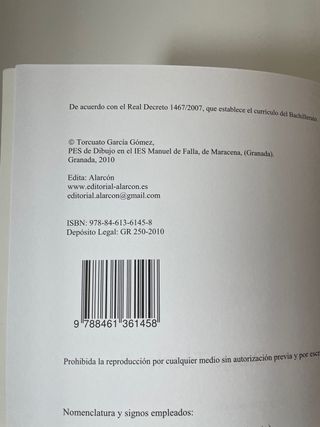 De acuerdo con el Real Decreto 1467/2007, que establece el currículo del Bachillerato
© Torcuato García Gómez,
PES de Dibujo en el IES Manuel de Falla, de Maracena, (Granada).
Granada, 2010
Edita: Alarcón
www.editorial-alarcon.es
editorial.alarcon@gmail.com
ISBN: 978-84-613-6145-8
Depósito Legal: GR 250-2010
9 788461 361458
Prohibida la reproducción por cualquier medio sin autorización previa y por
Nomenclatura y signos empleados: